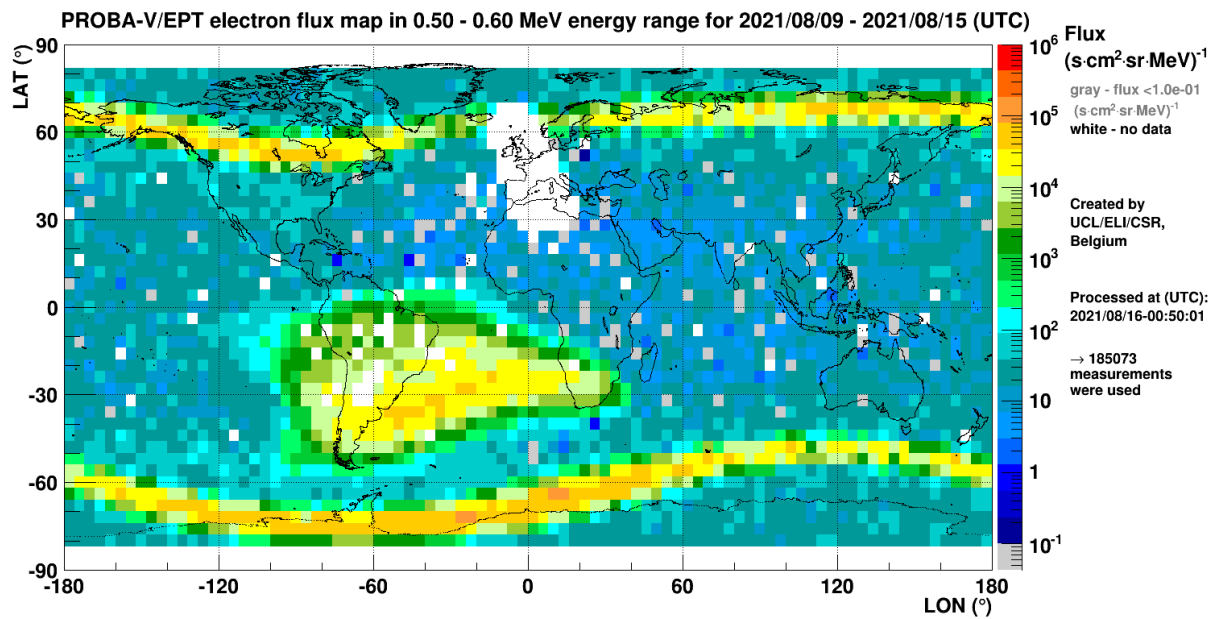 PROBA-V/EPT electron flux map in 0.50 - 0.60 MeV energy range for 2021/08/09 - 2021/08/15 (UTC)
LAT (°)
90
60
30
0
-30
-60
-90
-180
-120
-60
0
60
120
180
LON (°)
10⁶
10⁵
10⁴
10³
10²
10
1
10⁻¹
Flux
(s·cm²·sr·MeV)⁻¹
gray - flux <1.0e-01
(s·cm²·sr·MeV)⁻¹
white - no data
Created by
UCL/ELI/CSR,
Belgium
Processed at (UTC):
2021/08/16-00:50:01
→ 185073
measurements
were used